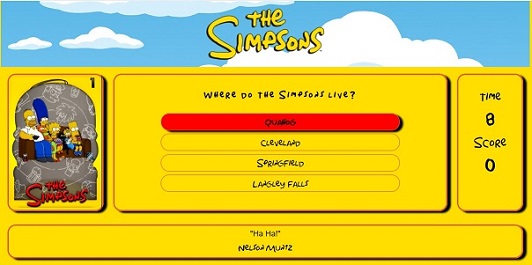 THE
SIMPSONS
1
THE
SIMPSONS
WHERE DO THE SIMPSONS LIVE?
QUAHOG
CLEVELAND
SPRINGFIELD
LANGLEY FALLS
TIME
8
SCORE
0
"Ha Ha!"
NELSON MUNTZ